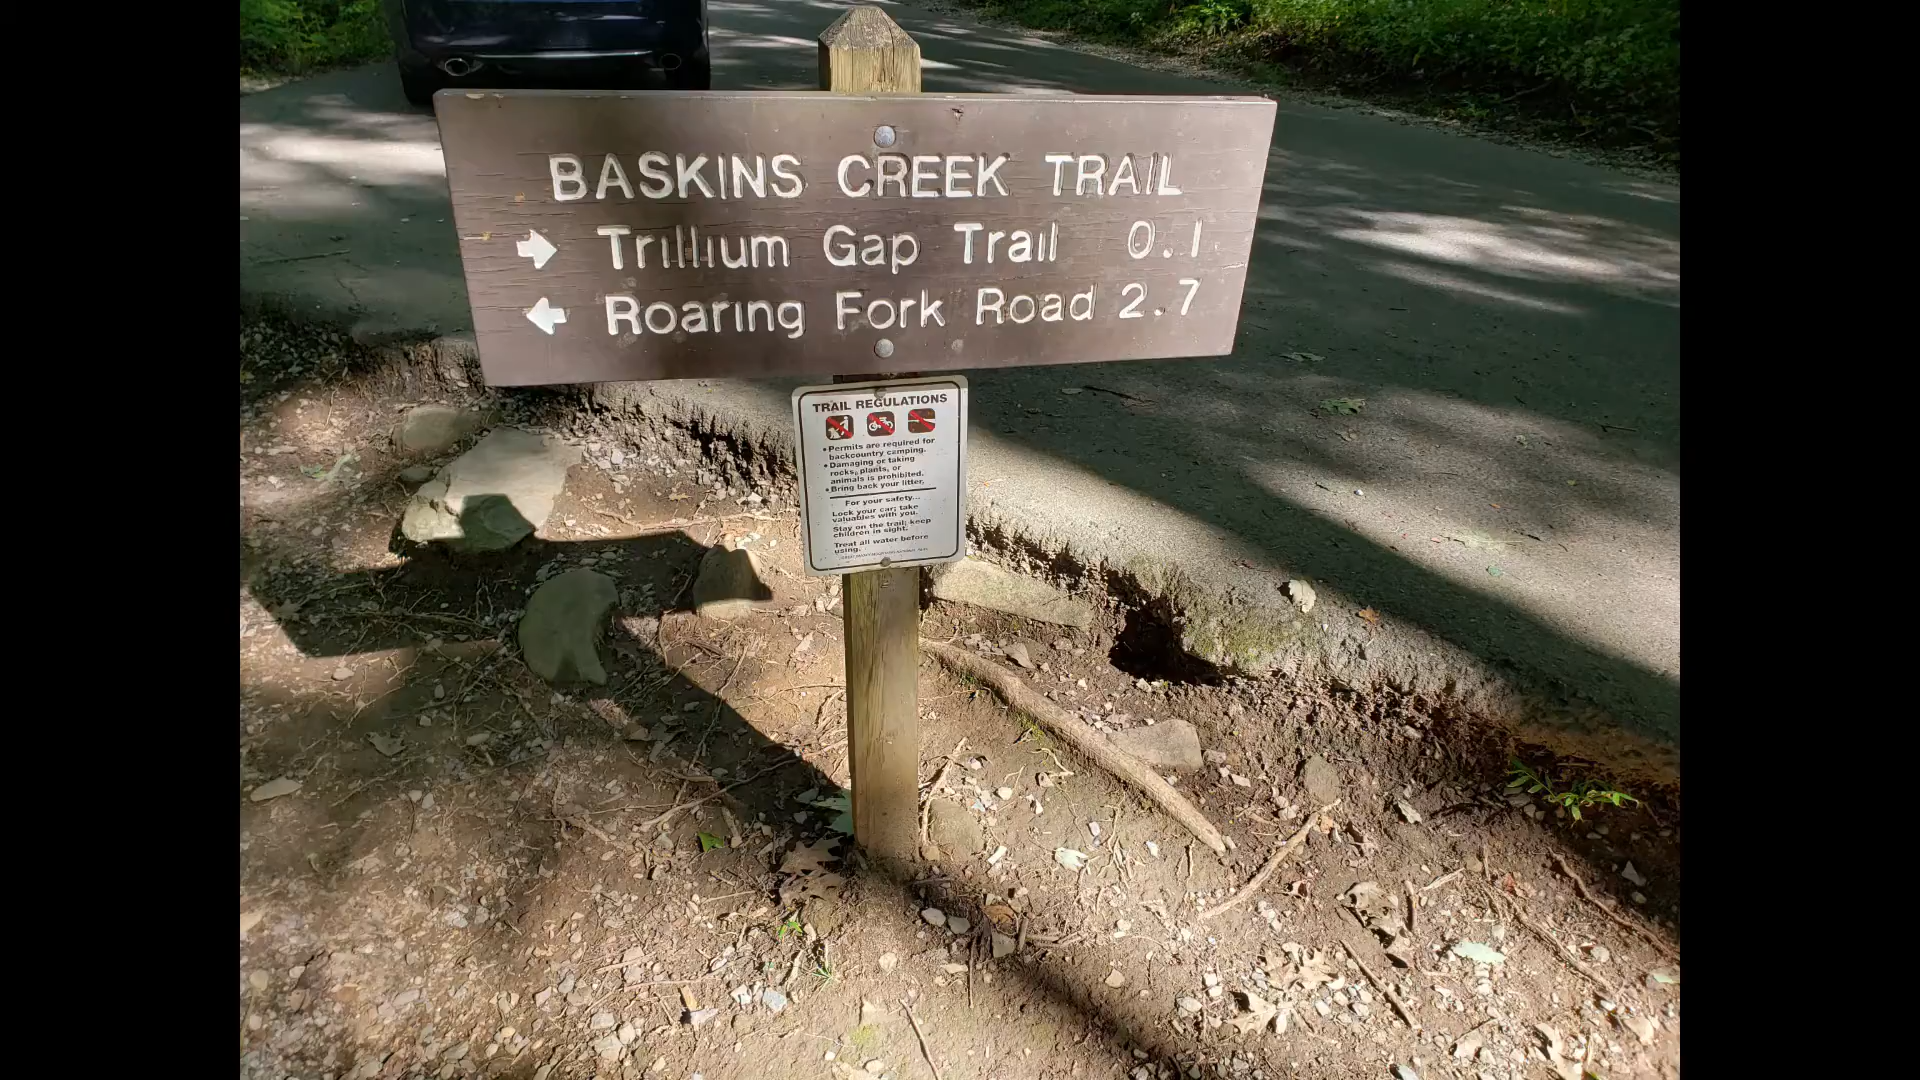 BASKINS CREEK TRAIL
Trillium Gap Trail 0.1
Roaring Fork Road 2.7
TRAIL REGULATIONS
• Permits are required for
backcountry camping.
• Damaging or taking
rocks, plants, or
animals is prohibited.
• Bring back your litter.
For your safety...
Lock your car; take
valuables with you.
Stay on the trail; keep
children in sight.
Treat all water before
using.